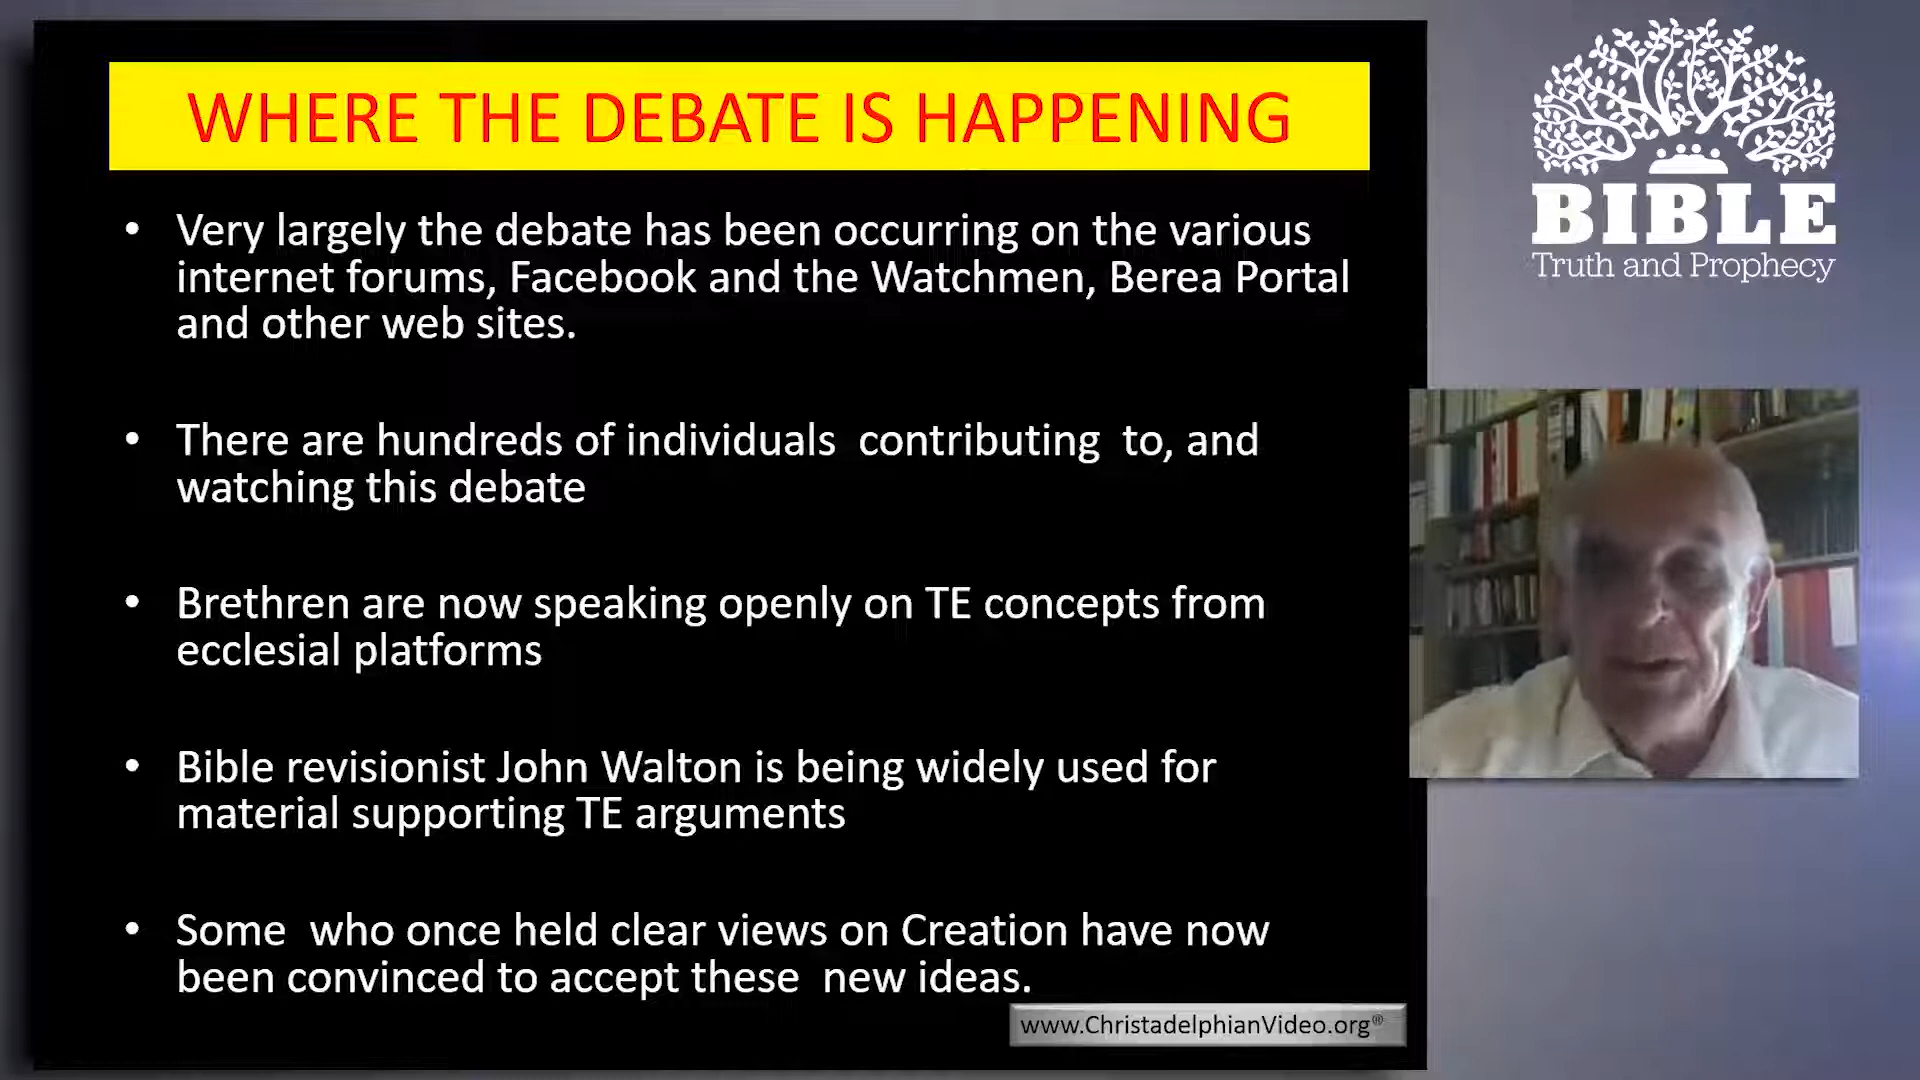 WHERE THE DEBATE IS HAPPENING
• Very largely the debate has been occurring on the various
internet forums, Facebook and the Watchmen, Berea Portal
and other web sites.
• There are hundreds of individuals contributing to, and
watching this debate
• Brethren are now speaking openly on TE concepts from
ecclesial platforms
• Bible revisionist John Walton is being widely used for
material supporting TE arguments
• Some who once held clear views on Creation have now
been convinced to accept these new ideas.
www.ChristadelphianVideo.org®
BIBLE
Truth and Prophecy